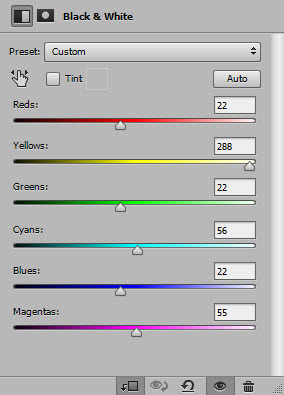 Black & White
Preset: Custom
Tint Auto
Reds: 22
Yellows: 288
Greens: 22
Cyans: 56
Blues: 22
Magentas: 55